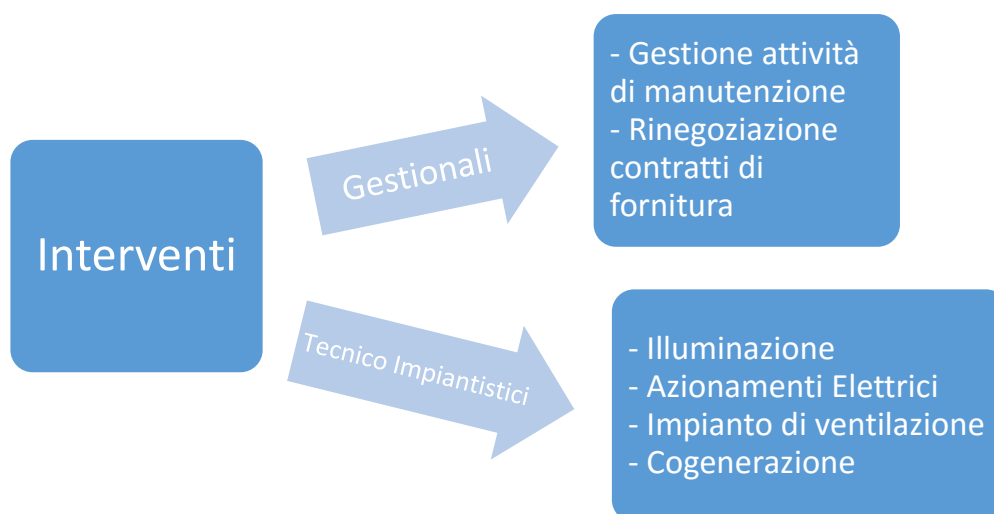 Interventi
Gestionali
- Gestione attività
di manutenzione
- Rinegoziazione
contratti di
fornitura
Tecnico Impiantistici
- Illuminazione
- Azionamenti Elettrici
- Impianto di ventilazione
- Cogenerazione